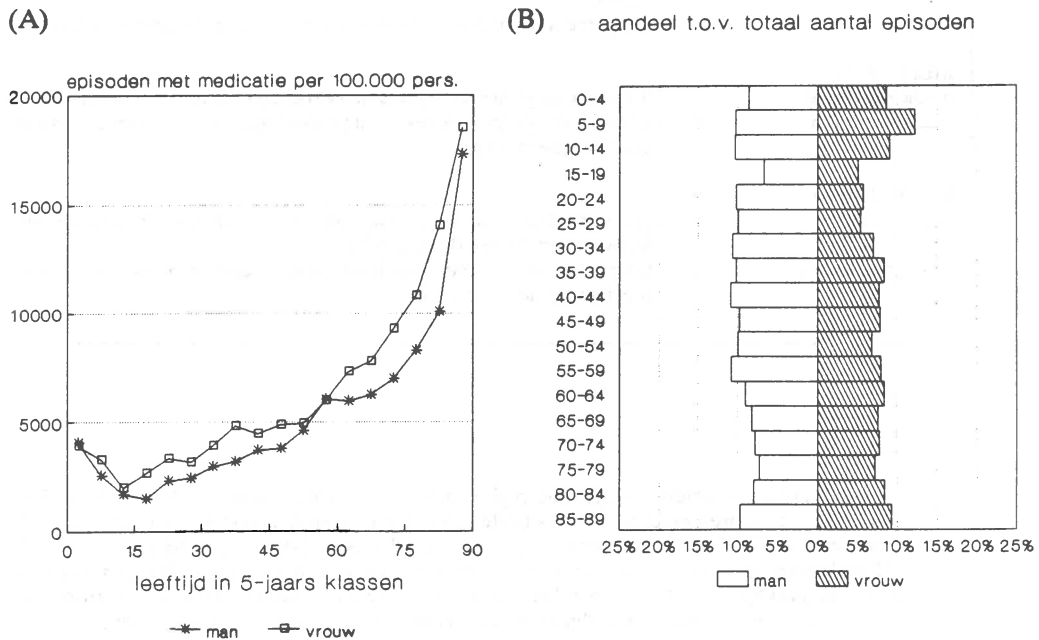 (A)
episoden met medicatie per 100.000 pers.
20000
15000
10000
5000
0
0 15 30 45 60 75 90
leeftijd in 5-jaars klassen
man vrouw
(B)
aandeel t.o.v. totaal aantal episoden
0-4
5-9
10-14
15-19
20-24
25-29
30-34
35-39
40-44
45-49
50-54
55-59
60-64
65-69
70-74
75-79
80-84
85-89
25% 20% 15% 10% 5% 0% 5% 10% 15% 20% 25%
man vrouw